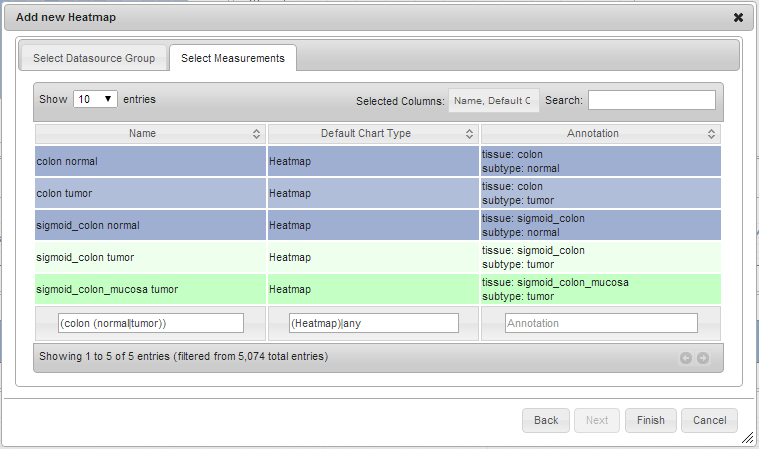 Add new Heatmap
Select Datasource Group Select Measurements
Show 10 entries Selected Columns: Name, Default C Search:
Name Default Chart Type Annotation
colon normal Heatmap tissue: colon
subtype: normal
colon tumor Heatmap tissue: colon
subtype: tumor
sigmoid_colon normal Heatmap tissue: sigmoid_colon
subtype: normal
sigmoid_colon tumor Heatmap tissue: sigmoid_colon
subtype: tumor
sigmoid_colon_mucosa tumor Heatmap tissue: sigmoid_colon_mucosa
subtype: tumor
(colon (normal|tumor)) (Heatmap)|any Annotation
Showing 1 to 5 of 5 entries (filtered from 5,074 total entries)
Back Next Finish Cancel